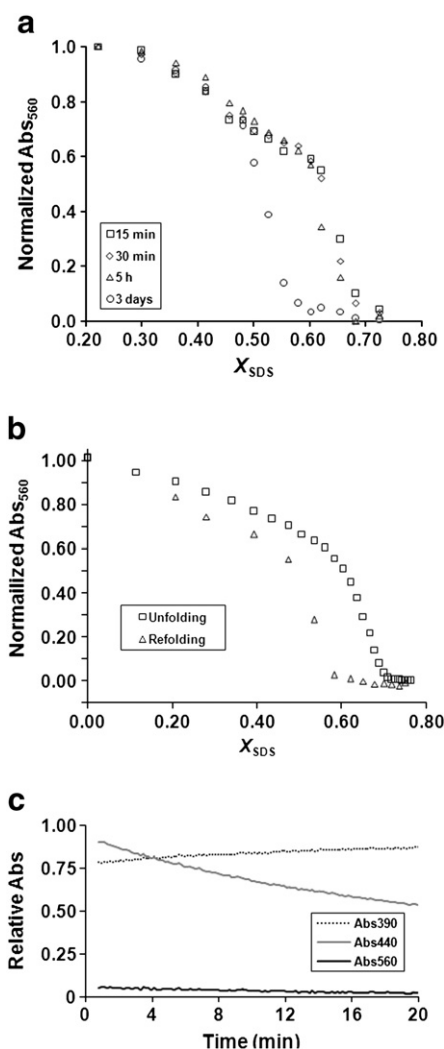 a
Normalized Abs560
1.0
0.8
0.6
0.4
0.2
0.0
15 min
30 min
5 h
3 days
0.20 0.30 0.40 0.50 0.60 0.70 0.80
XSDS
b
Normailized Abs560
1.00
0.80
0.60
0.40
0.20
0.00
Unfolding
Refolding
0.00 0.20 0.40 0.60 0.80
XSDS
c
Relative Abs
1.00
0.75
0.50
0.25
0
Abs390
Abs440
Abs560
0 4 8 12 16 20
Time (min)